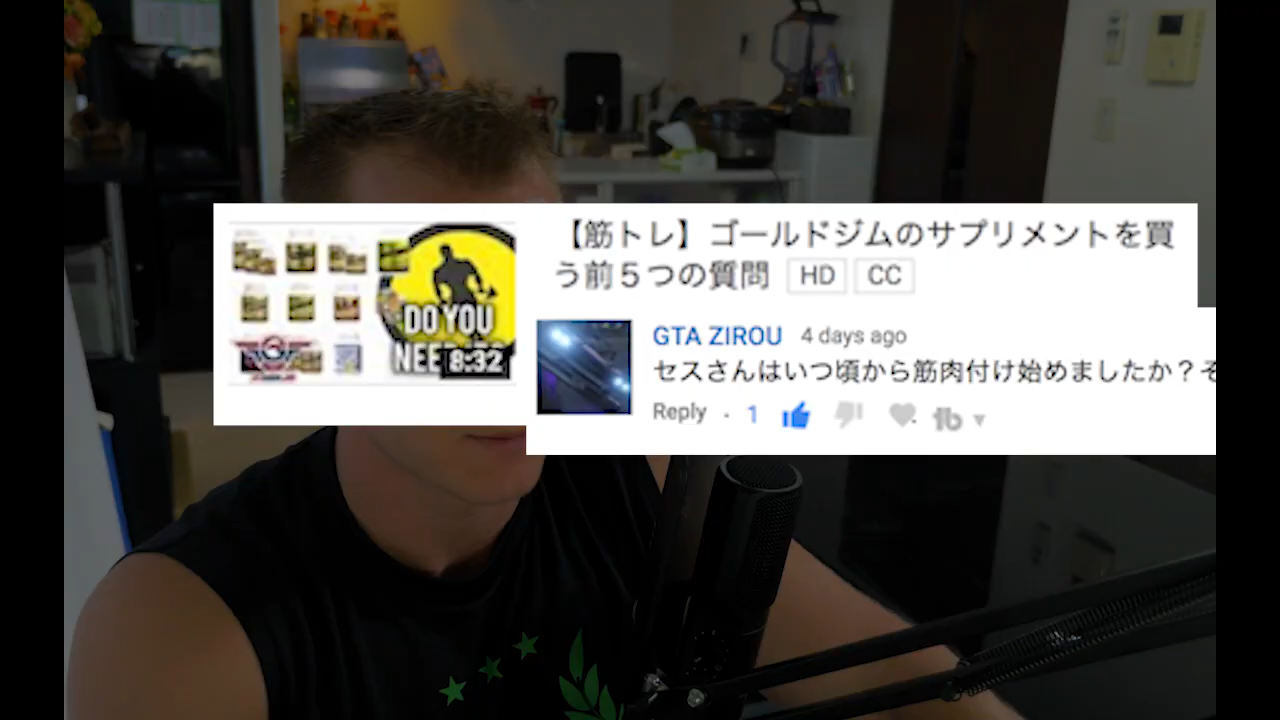 【筋トレ】ゴールドジムのサプリメントを買
う前５つの質問 HD CC
DO YOU
8:32
GTA ZIROU 4 days ago
セスさんはいつ頃から筋肉付け始めましたか？そ
Reply · 1